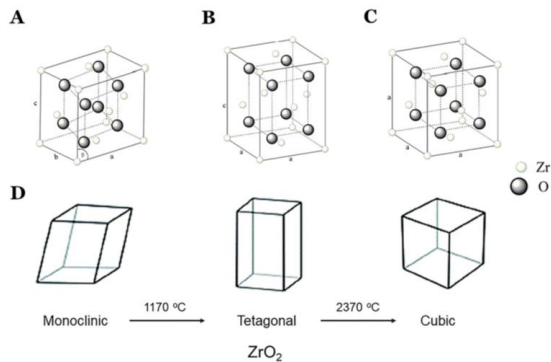 A B C
c b β a
c a a
a a a
Zr
O
D
1170 ºC 2370 ºC
Monoclinic Tetagonal Cubic
ZrO₂